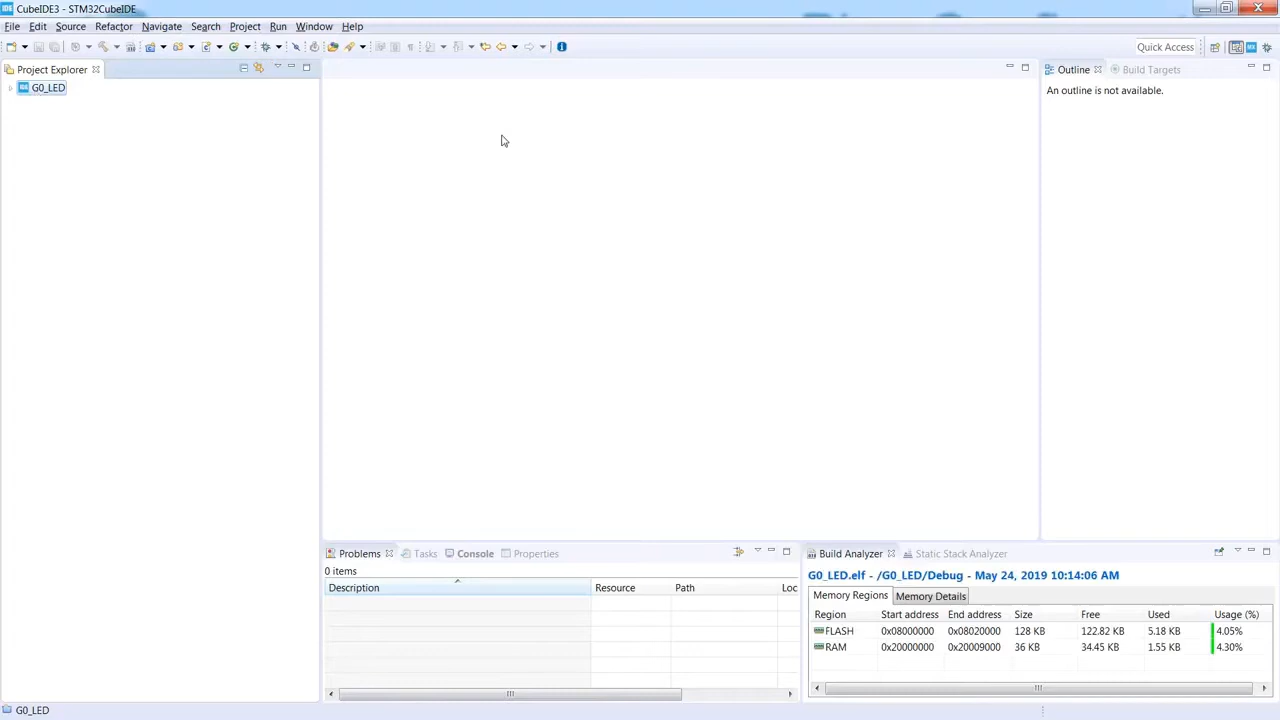 IDE CubeIDE3 - STM32CubeIDE
File Edit Source Refactor Navigate Search Project Run Window Help
Quick Access
MX
Project Explorer
Outline Build Targets
IDE G0_LED
An outline is not available.
Problems Tasks Console Properties
Build Analyzer Static Stack Analyzer
0 items
G0_LED.elf - /G0_LED/Debug - May 24, 2019 10:14:06 AM
Description Resource Path Loc
Memory Regions Memory Details
Region Start address End address Size Free Used Usage (%)
FLASH 0x08000000 0x08020000 128 KB 122.82 KB 5.18 KB 4.05%
RAM 0x20000000 0x20009000 36 KB 34.45 KB 1.55 KB 4.30%
G0_LED